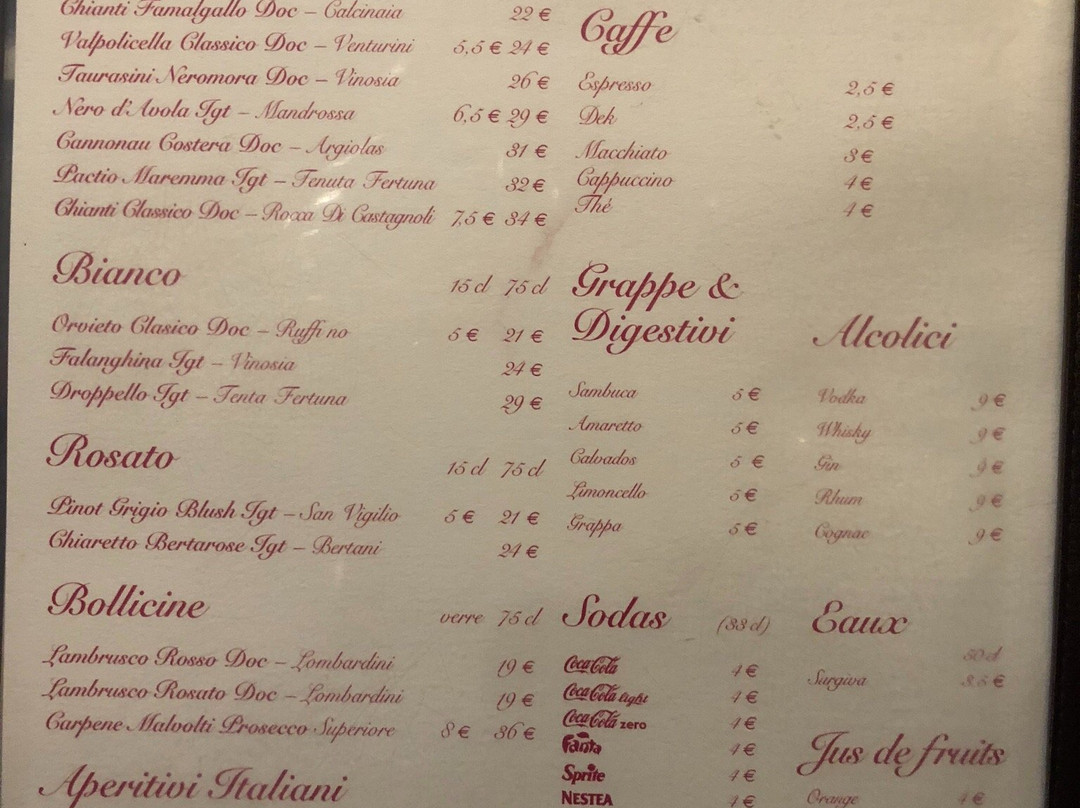 Chianti Famalgallo Doc – Calcinaia 22 €
Valpolicella Classico Doc – Venturini 5,5 € 24 €
Taurasini Neromora Doc – Vinosia 26 €
Nero d'Avola Igt – Mandrossa 6,5 € 29 €
Cannonau Costera Doc – Argiolas 31 €
Pactio Maremma Igt – Tenuta Fertuna 32 €
Chianti Classico Doc – Rocca Di Castagnoli 7,5 € 34 €
Bianco 15 cl 75 cl
Orvieto Clasico Doc – Ruffi no 5 € 21 €
Falanghina Igt – Vinosia 24 €
Droppello Igt – Tenta Fertuna 29 €
Rosato 15 cl 75 cl
Pinot Grigio Blush Igt – San Vigilio 5 € 21 €
Chiaretto Bertarose Igt – Bertani 24 €
Bollicine verre 75 cl
Lambrusco Rosso Doc – Lombardini 19 €
Lambrusco Rosato Doc – Lombardini 19 €
Carpene Malvolti Prosecco Superiore 8 € 36 €
Aperitivi Italiani
Caffe
Espresso 2,5 €
Dek 2,5 €
Macchiato 3 €
Cappuccino 4 €
Thé 4 €
Grappe &
Digestivi
Sambuca 5 €
Amaretto 5 €
Calvados 5 €
Limoncello 5 €
Grappa 5 €
Alcolici
Vodka 9 €
Whisky 9 €
Gin 9 €
Rhum 9 €
Cognac 9 €
Sodas (33 cl)
Coca-Cola 4 €
Coca-Cola light 4 €
Coca-Cola zero 4 €
Fanta 4 €
Sprite 4 €
NESTEA 4 €
Eaux
50 cl
Surgiva 3,5 €
Jus de fruits
Orange 4 €